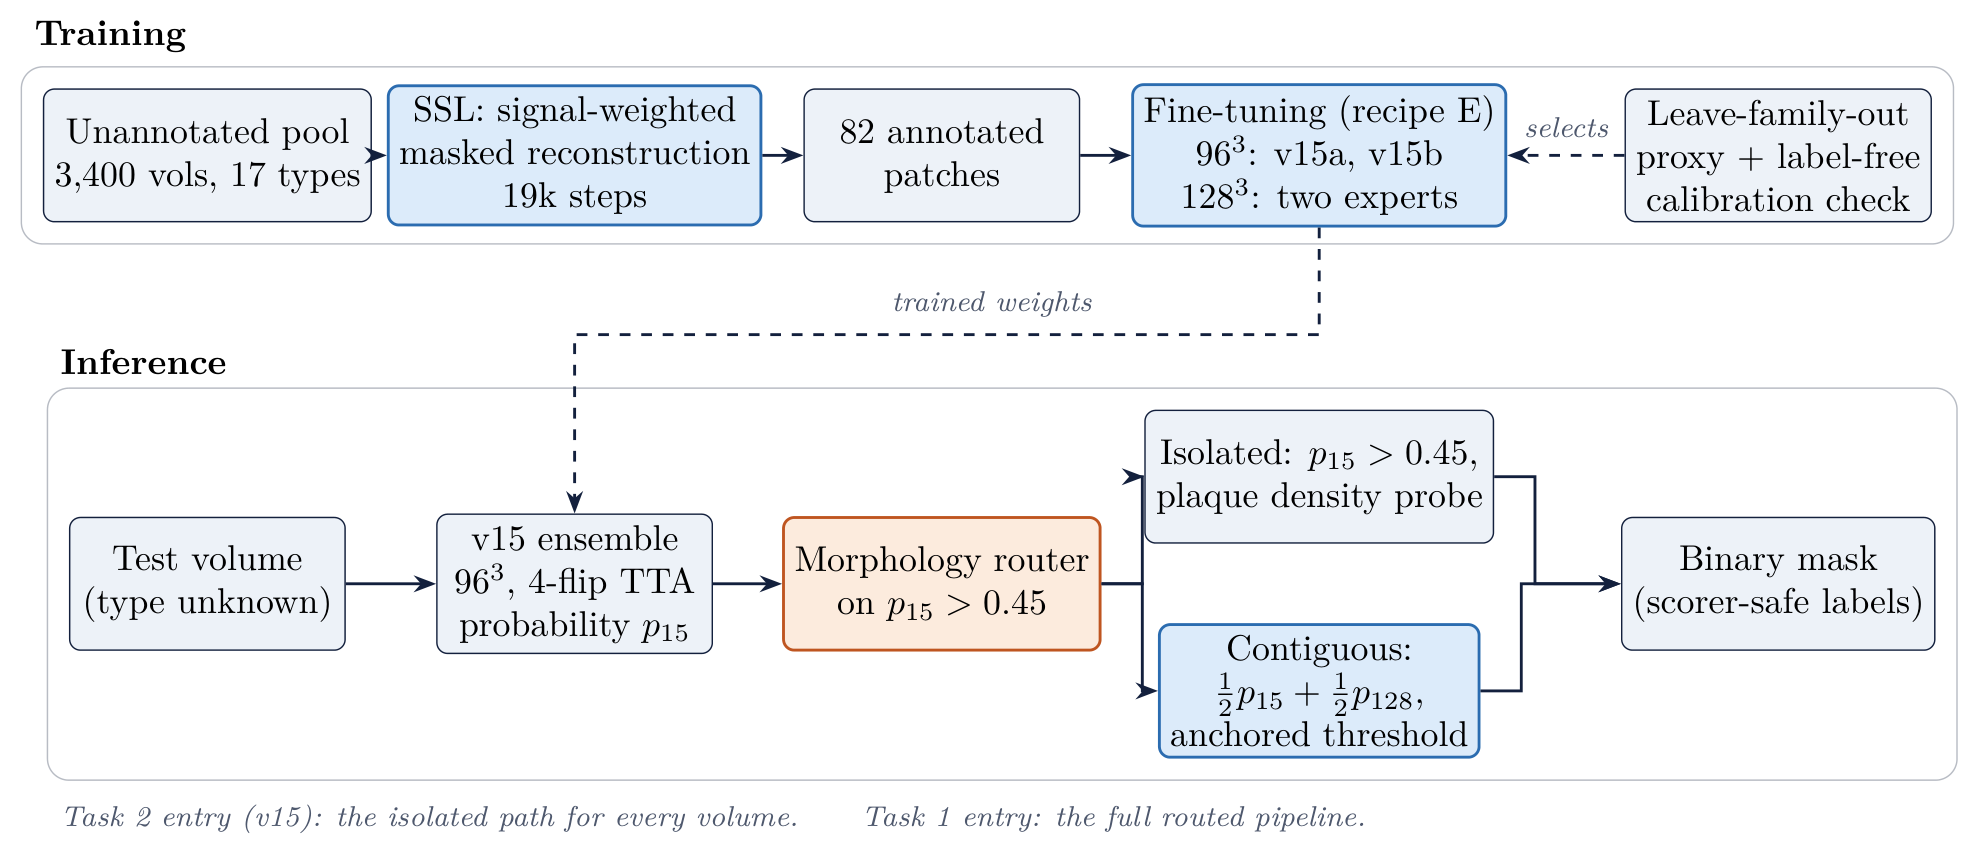 Training
Unannotated pool
3,400 vols, 17 types
SSL: signal-weighted
masked reconstruction
19k steps
82 annotated
patches
Fine-tuning (recipe E)
96³: v15a, v15b
128³: two experts
selects
Leave-family-out
proxy + label-free
calibration check
trained weights
Inference
Test volume
(type unknown)
v15 ensemble
96³, 4-flip TTA
probability p₁₅
Morphology router
on p₁₅ > 0.45
Isolated: p₁₅ > 0.45,
plaque density probe
Contiguous:
½p₁₅ + ½p₁₂₈,
anchored threshold
Binary mask
(scorer-safe labels)
Task 2 entry (v15): the isolated path for every volume. Task 1 entry: the full routed pipeline.